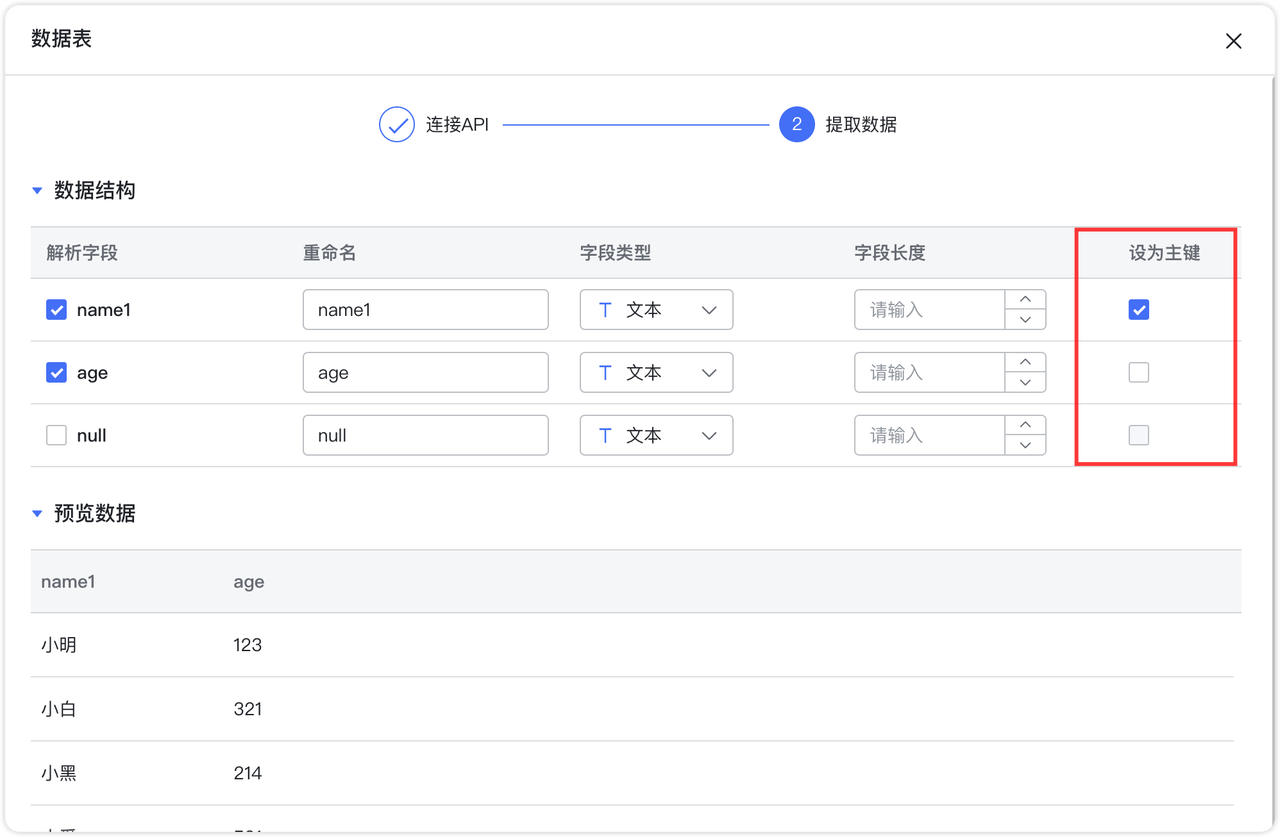 数据表
连接API 2 提取数据
数据结构
解析字段 重命名 字段类型 字段长度 设为主键
name1 name1 T 文本 请输入
age age T 文本 请输入
null null T 文本 请输入
预览数据
name1 age
小明 123
小白 321
小黑 214